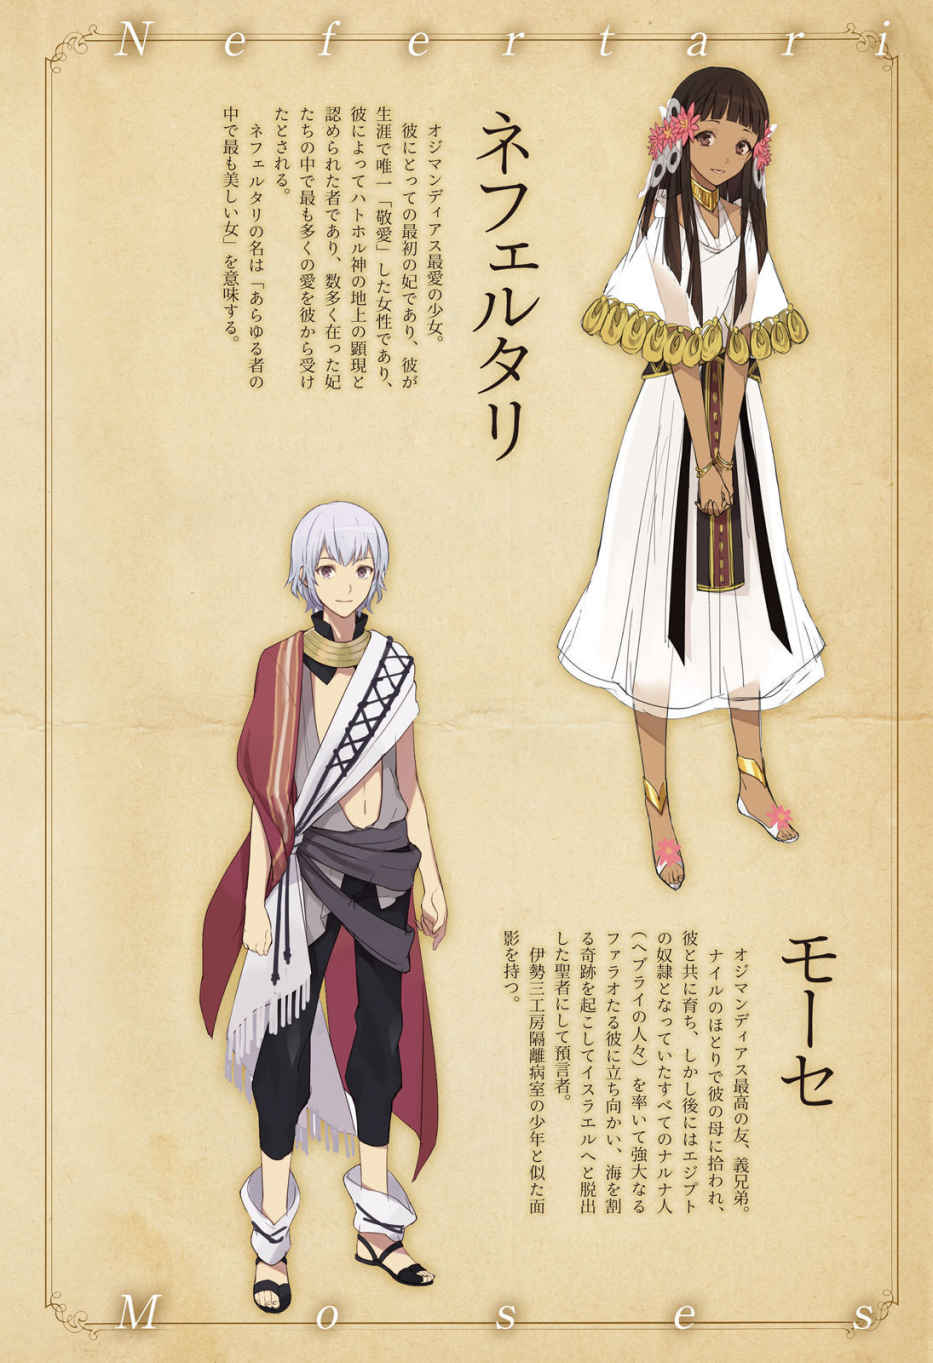 Nefertari
ネフェルタリ
オジマンディアス最愛の少女。
彼にとっての最初の妃であり、彼が
生涯で唯一「敬愛」した女性であり、
彼によってハトホル神の地上の顕現と
認められた者であり、数多く在った妃
たちの中で最も多くの愛を彼から受け
たとされる。
ネフェルタリの名は「あらゆる者の
中で最も美しい女」を意味する。
モーセ
オジマンディアス最高の友、義兄弟。
ナイルのほとりで彼の母に拾われ、
彼と共に育ち、しかし後にはエジプト
の奴隷となっていたすべてのナルナ人
（ヘブライの人々）を率いて強大なる
ファラオたる彼に立ち向かい、海を割
る奇跡を起こしてイスラエルへと脱出
した聖者にして預言者。
伊勢三工房隔離病室の少年と似た面
影を持つ。
Moses